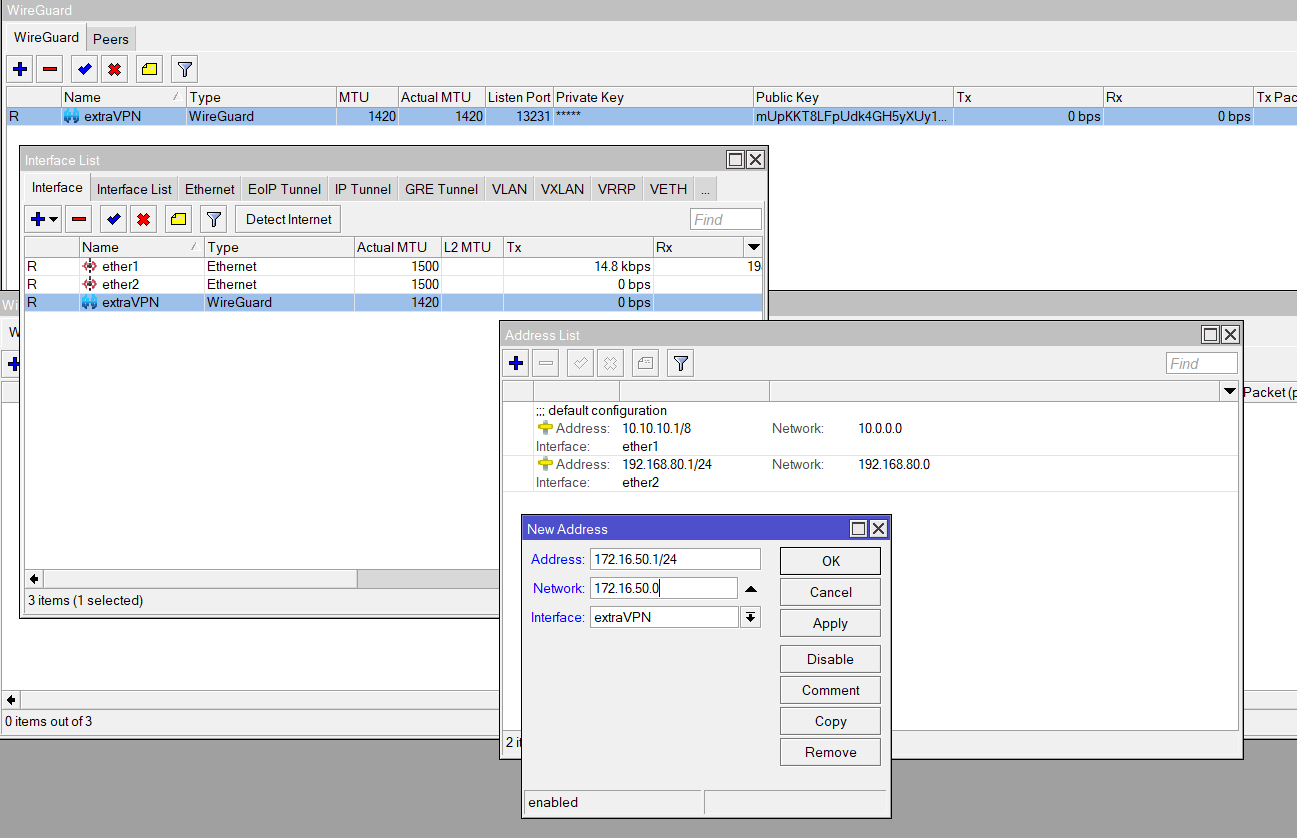 WireGuard
WireGuard Peers
Name Type MTU Actual MTU Listen Port Private Key Public Key Tx Rx Tx Pac
R extraVPN WireGuard 1420 1420 13231 ***** mUpKKT8LFpUdk4GH5yXUy1... 0 bps 0 bps
Interface List
Interface Interface List Ethernet EoIP Tunnel IP Tunnel GRE Tunnel VLAN VXLAN VRRP VETH ...
Detect Internet Find
Name Type Actual MTU L2 MTU Tx Rx
R ether1 Ethernet 1500 14.8 kbps 19
R ether2 Ethernet 1500 0 bps
R extraVPN WireGuard 1420 0 bps
3 items (1 selected)
Wi
W
0 items out of 3
Packet (p
Address List
Find
;;; default configuration
Address: 10.10.10.1/8 Network: 10.0.0.0
Interface: ether1
Address: 192.168.80.1/24 Network: 192.168.80.0
Interface: ether2
2 it
New Address
Address: 172.16.50.1/24
Network: 172.16.50.0
Interface: extraVPN
OK
Cancel
Apply
Disable
Comment
Copy
Remove
enabled